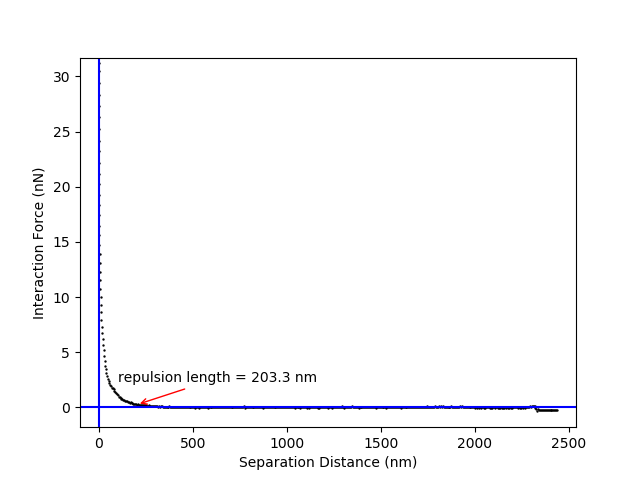 30
25
20
15
10
5
0
Interaction Force (nN)
repulsion length = 203.3 nm
0 500 1000 1500 2000 2500
Separation Distance (nm)